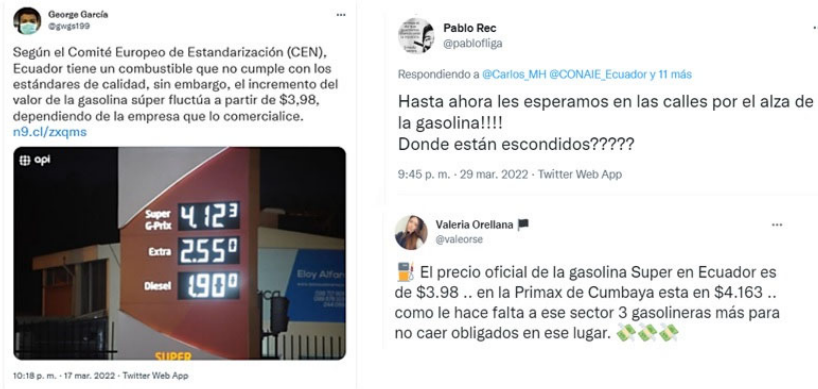 George García
@gwgs199
Según el Comité Europeo de Estandarización (CEN),
Ecuador tiene un combustible que no cumple con los
estándares de calidad, sin embargo, el incremento del
valor de la gasolina súper fluctúa a partir de $3,98,
dependiendo de la empresa que lo comercialice.
n9.cl/zxqms
api
Super
G-Prix
4.12³
Extra
2.55⁰
Diesel
1.90⁰
Eloy Alfar
SUPER
10:18 p. m. · 17 mar. 2022 · Twitter Web App
Pablo Rec
@pablofliga
Respondiendo a @Carlos_MH @CONAIE_Ecuador y 11 más
Hasta ahora les esperamos en las calles por el alza de
la gasolina!!!!
Donde están escondidos?????
9:45 p. m. · 29 mar. 2022 · Twitter Web App
Valeria Orellana 🏴
@valeorse
⛽ El precio oficial de la gasolina Super en Ecuador es
de $3.98 .. en la Primax de Cumbaya esta en $4.163 ..
como le hace falta a ese sector 3 gasolineras más para
no caer obligados en ese lugar. 💸💸💸